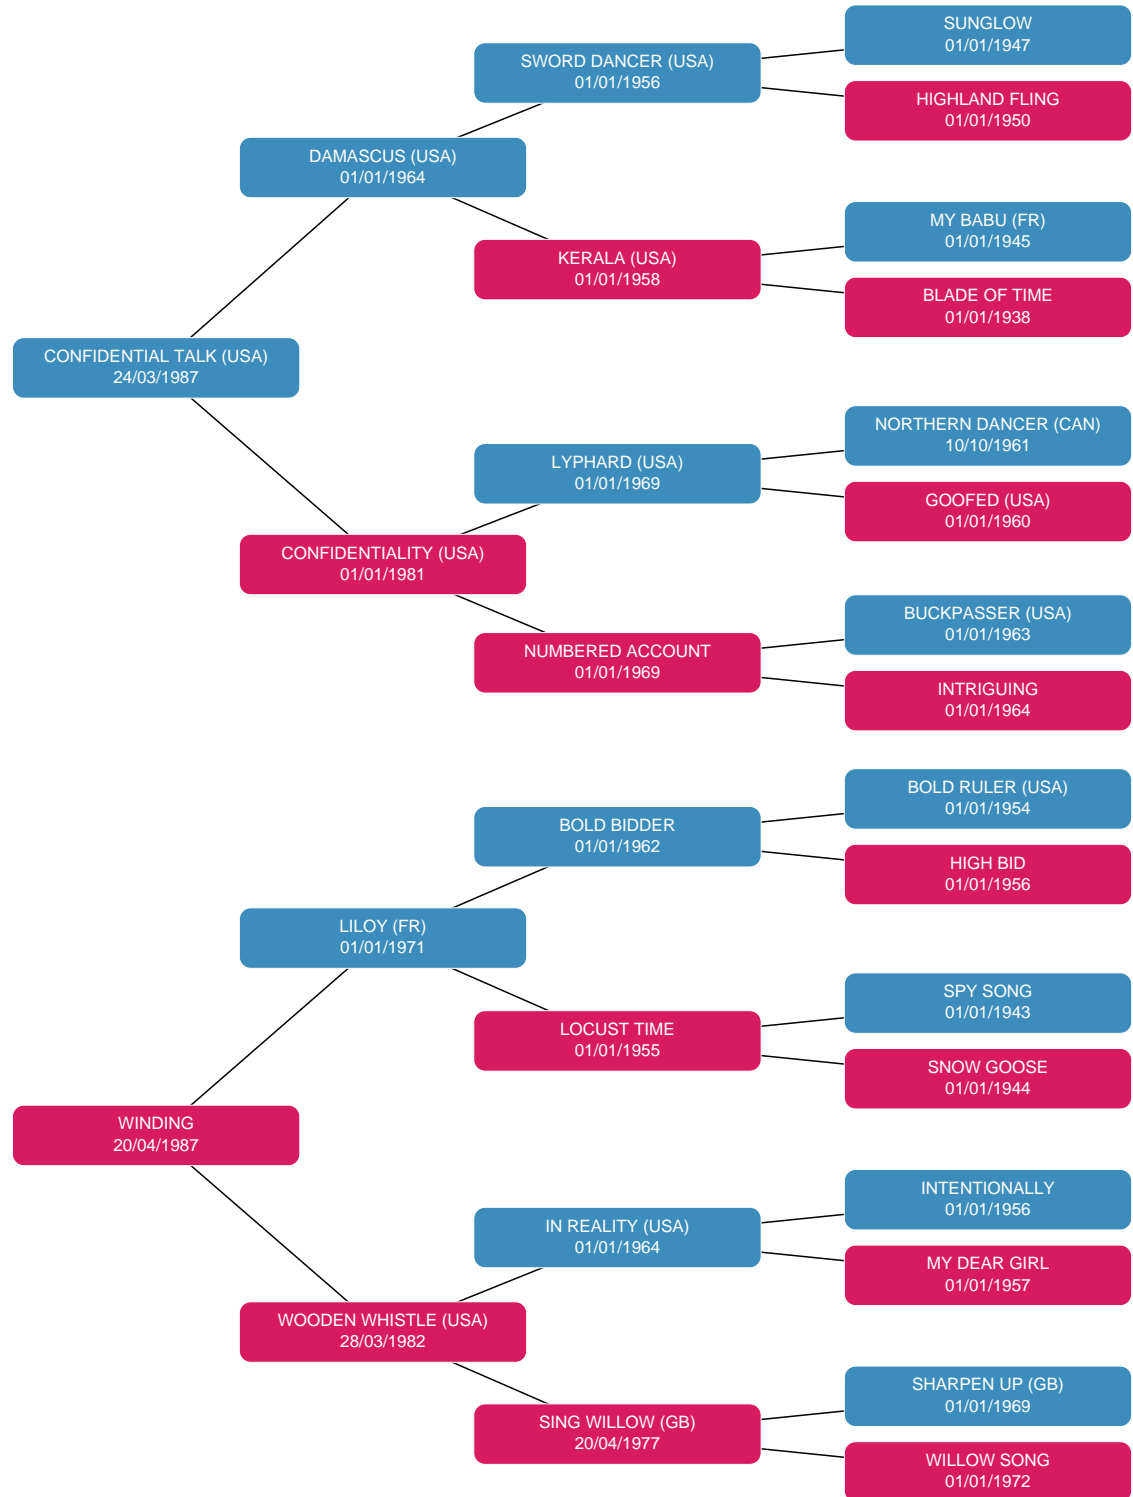 SUNGLOW
01/01/1947
SWORD DANCER (USA)
01/01/1956
HIGHLAND FLING
01/01/1950
DAMASCUS (USA)
01/01/1964
MY BABU (FR)
01/01/1945
KERALA (USA)
01/01/1958
BLADE OF TIME
01/01/1938
CONFIDENTIAL TALK (USA)
24/03/1987
NORTHERN DANCER (CAN)
10/10/1961
LYPHARD (USA)
01/01/1969
GOOFED (USA)
01/01/1960
CONFIDENTIALITY (USA)
01/01/1981
BUCKPASSER (USA)
01/01/1963
NUMBERED ACCOUNT
01/01/1969
INTRIGUING
01/01/1964
BOLD RULER (USA)
01/01/1954
BOLD BIDDER
01/01/1962
HIGH BID
01/01/1956
LILOY (FR)
01/01/1971
SPY SONG
01/01/1943
LOCUST TIME
01/01/1955
SNOW GOOSE
01/01/1944
WINDING
20/04/1987
INTENTIONALLY
01/01/1956
IN REALITY (USA)
01/01/1964
MY DEAR GIRL
01/01/1957
WOODEN WHISTLE (USA)
28/03/1982
SHARPEN UP (GB)
01/01/1969
SING WILLOW (GB)
20/04/1977
WILLOW SONG
01/01/1972